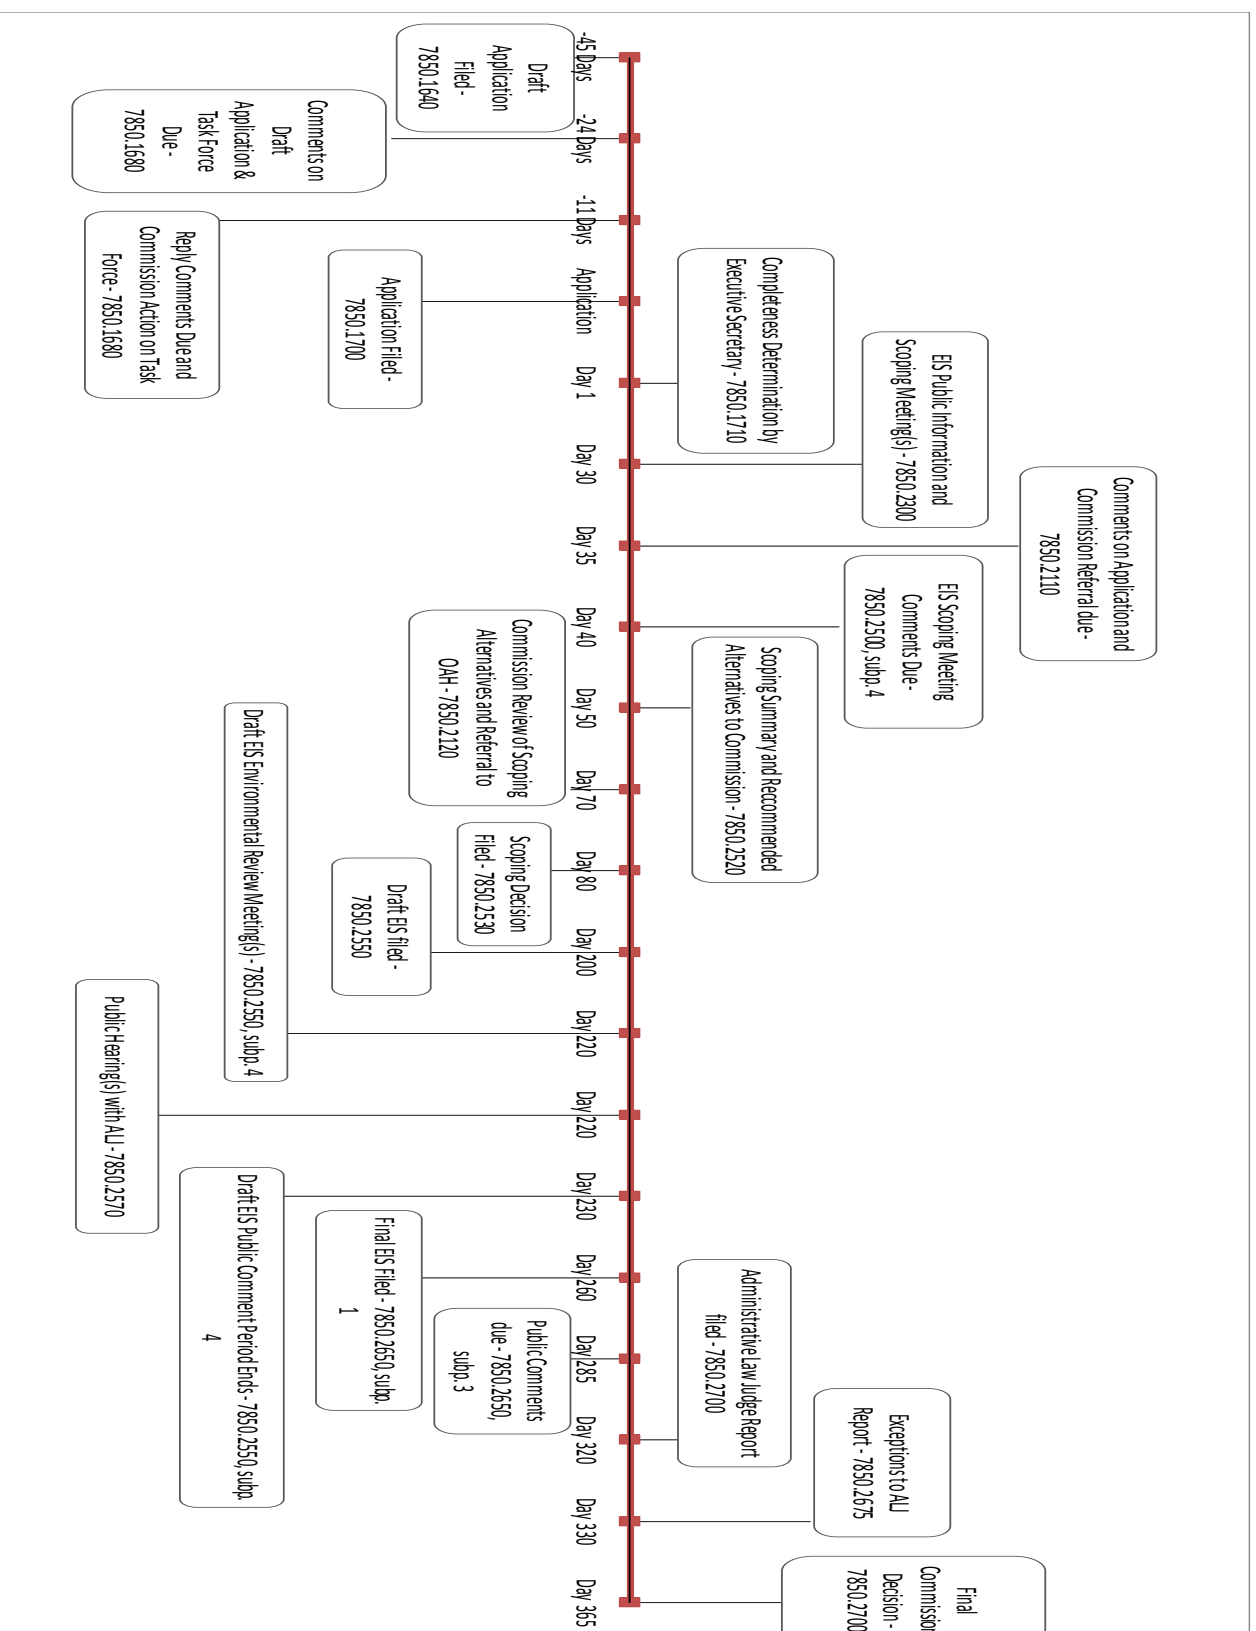 -45 Days
Draft
Application
Filed -
7850.1640
-24 Days
Comments on
Draft
Application &
Task Force
Due -
7850.1680
-11 Days
Reply Comments Due and
Commission Action on Task
Force - 7850.1680
Application
Application Filed -
7850.1700
Day 1
Completeness Determination by
Executive Secretary - 7850.1710
Day 30
EIS Public Information and
Scoping Meeting(s) - 7850.2300
Day 35
Comments on Application and
Commission Referral due -
7850.2110
Day 40
EIS Scoping Meeting
Comments Due -
7850.2500, subp. 4
Day 50
Scoping Summary and Reccommended
Alternatives to Commission - 7850.2520
Day 70
Commission Review of Scoping
Alternatives and Referral to
OAH - 7850.2120
Day 80
Scoping Decision
Filed - 7850.2530
Day 200
Draft EIS filed -
7850.2550
Day 220
Draft EIS Environmental Review Meeting(s) - 7850.2550, subp. 4
Day 220
Public Hearing(s) with ALJ - 7850.2570
Day 230
Draft EIS Public Comment Period Ends - 7850.2550, subp.
4
Day 260
Final EIS Filed - 7850.2650, subp.
1
Day 285
Public Comments
due - 7850.2650,
subp. 3
Day 320
Administrative Law Judge Report
filed - 7850.2700
Day 330
Exceptions to ALJ
Report - 7850.2675
Day 365
Final
Commission
Decision -
7850.2700